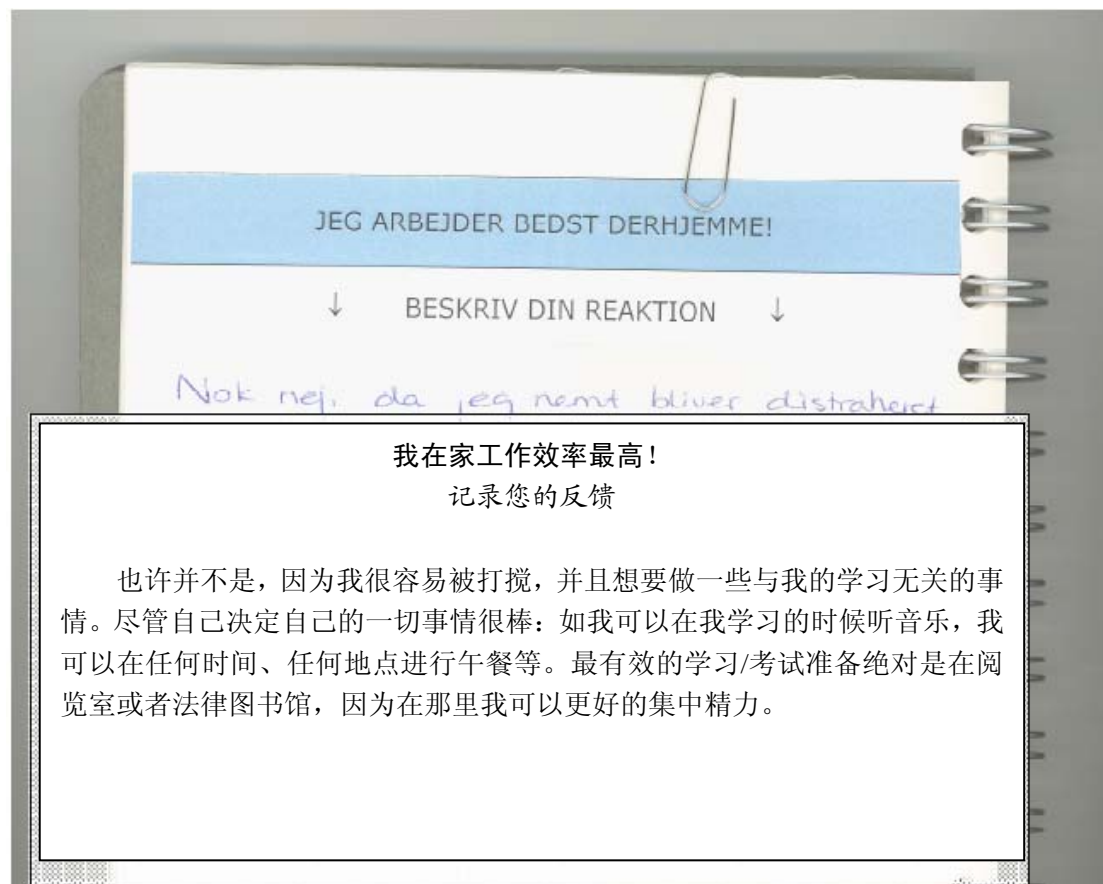 JEG ARBEJDER BEDST DERHJEMME!
↓ BESKRIV DIN REAKTION ↓
Nok nej, da jeg nemt bliver distraheret
我在家工作效率最高！
记录您的反馈
也许并不是，因为我很容易被打搅，并且想要做一些与我的学习无关的事
情。尽管自己决定自己的一切事情很棒：如我可以在我学习的时候听音乐，我
可以在任何时间、任何地点进行午餐等。最有效的学习/考试准备绝对是在阅
览室或者法律图书馆，因为在那里我可以更好的集中精力。